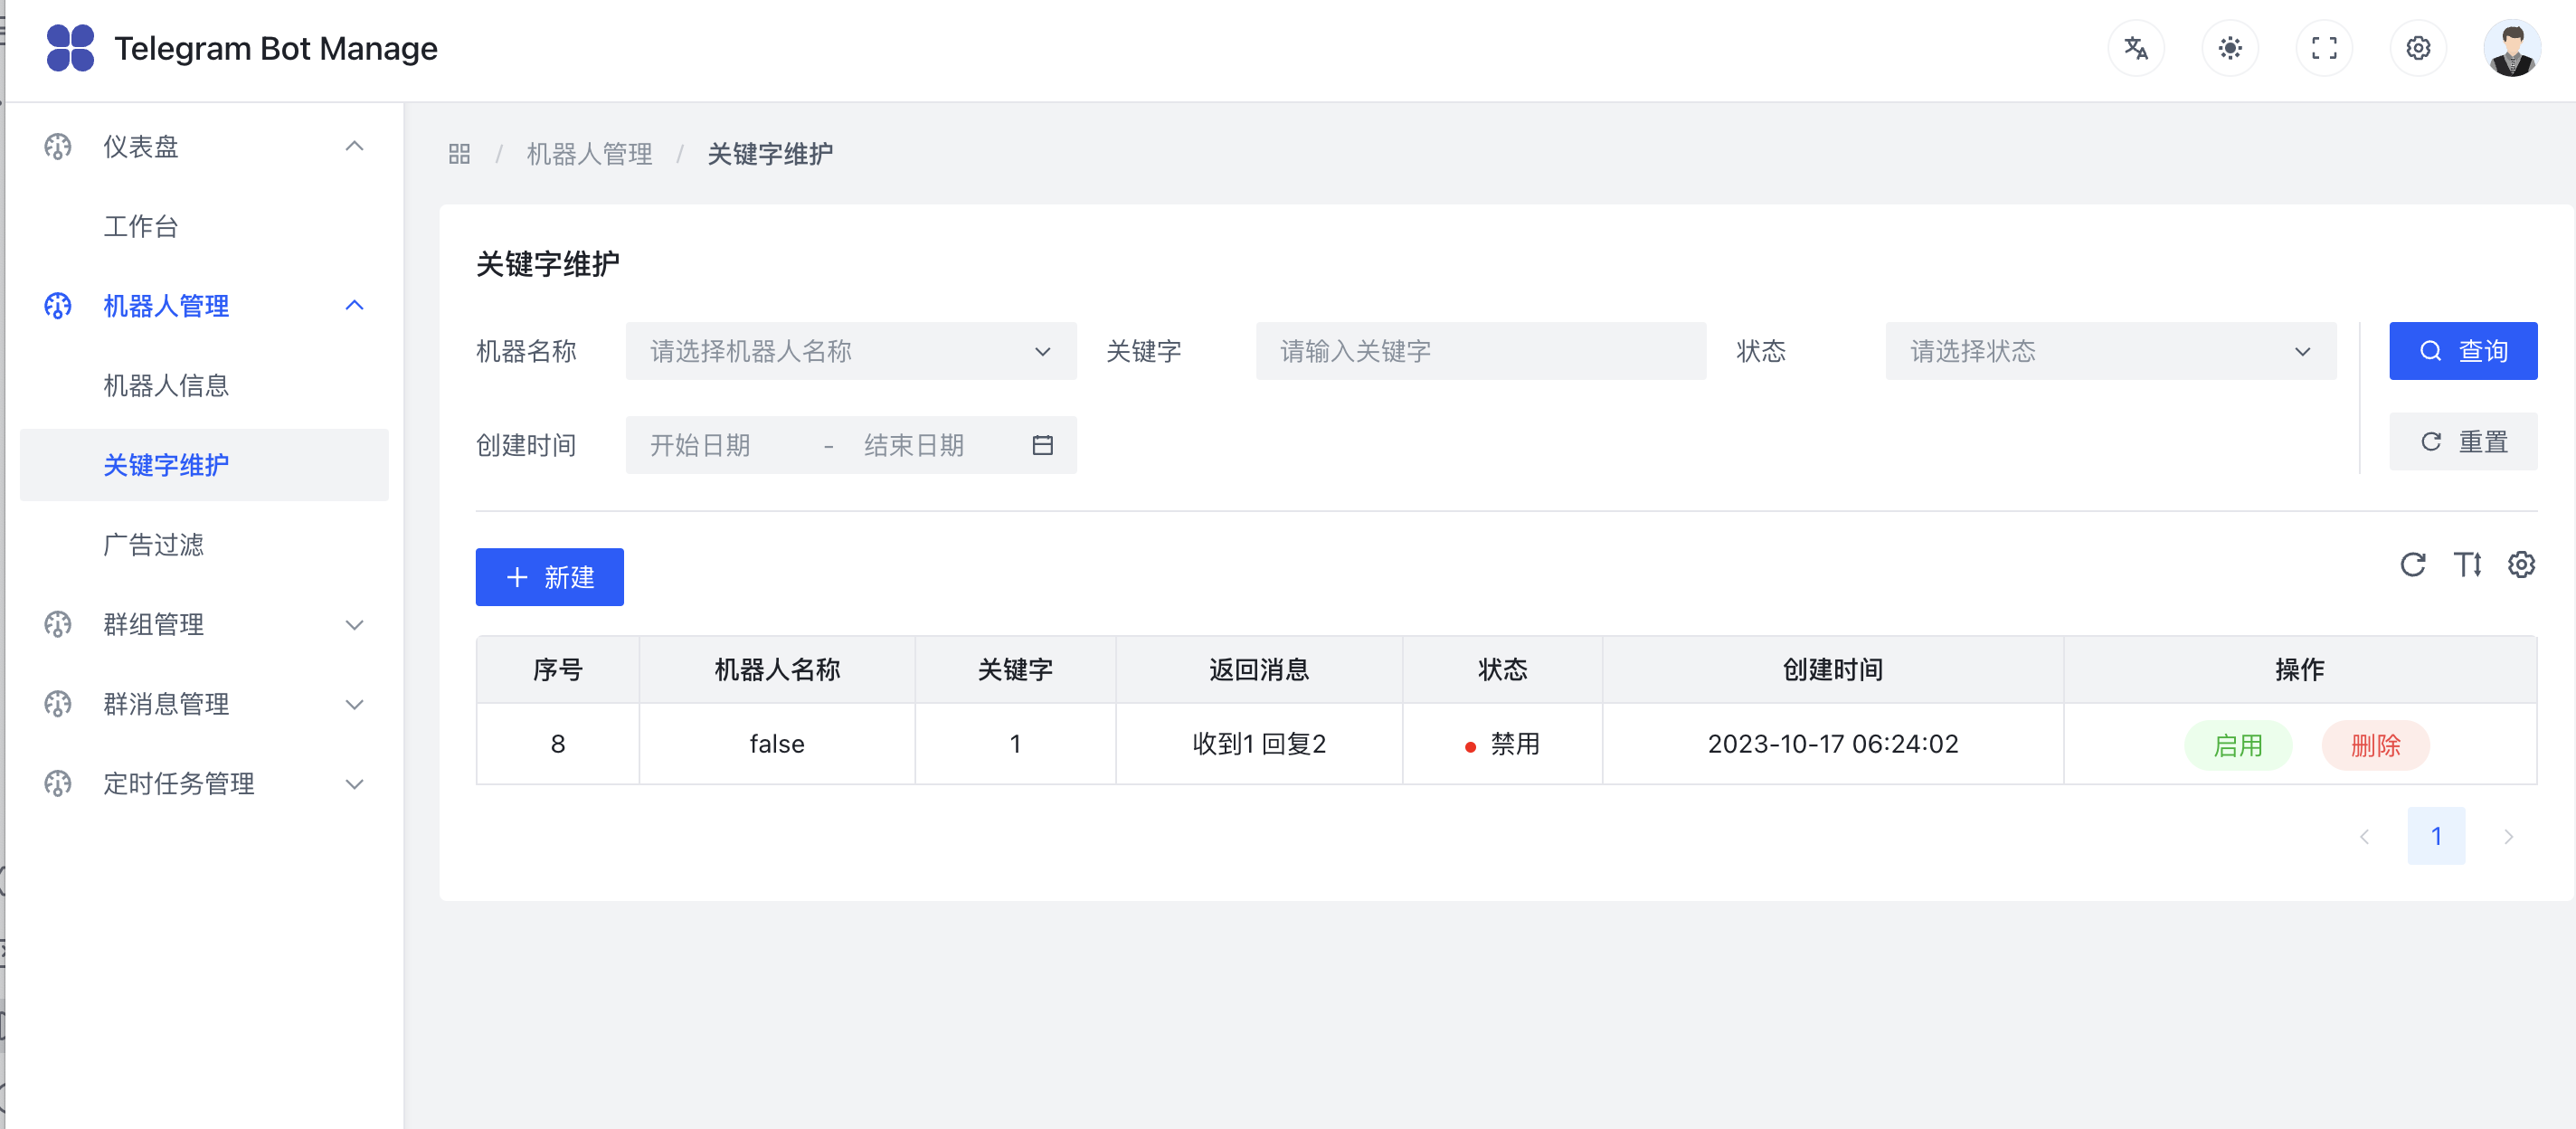 Telegram Bot Manage
仪表盘
工作台
机器人管理
机器人信息
关键字维护
广告过滤
群组管理
群消息管理
定时任务管理
/ 机器人管理 / 关键字维护
关键字维护
机器名称 请选择机器人名称 关键字 请输入关键字 状态 请选择状态 查询
创建时间 开始日期 - 结束日期 重置
新建
序号 机器人名称 关键字 返回消息 状态 创建时间 操作
8 false 1 收到1 回复2 禁用 2023-10-17 06:24:02 启用 删除
1